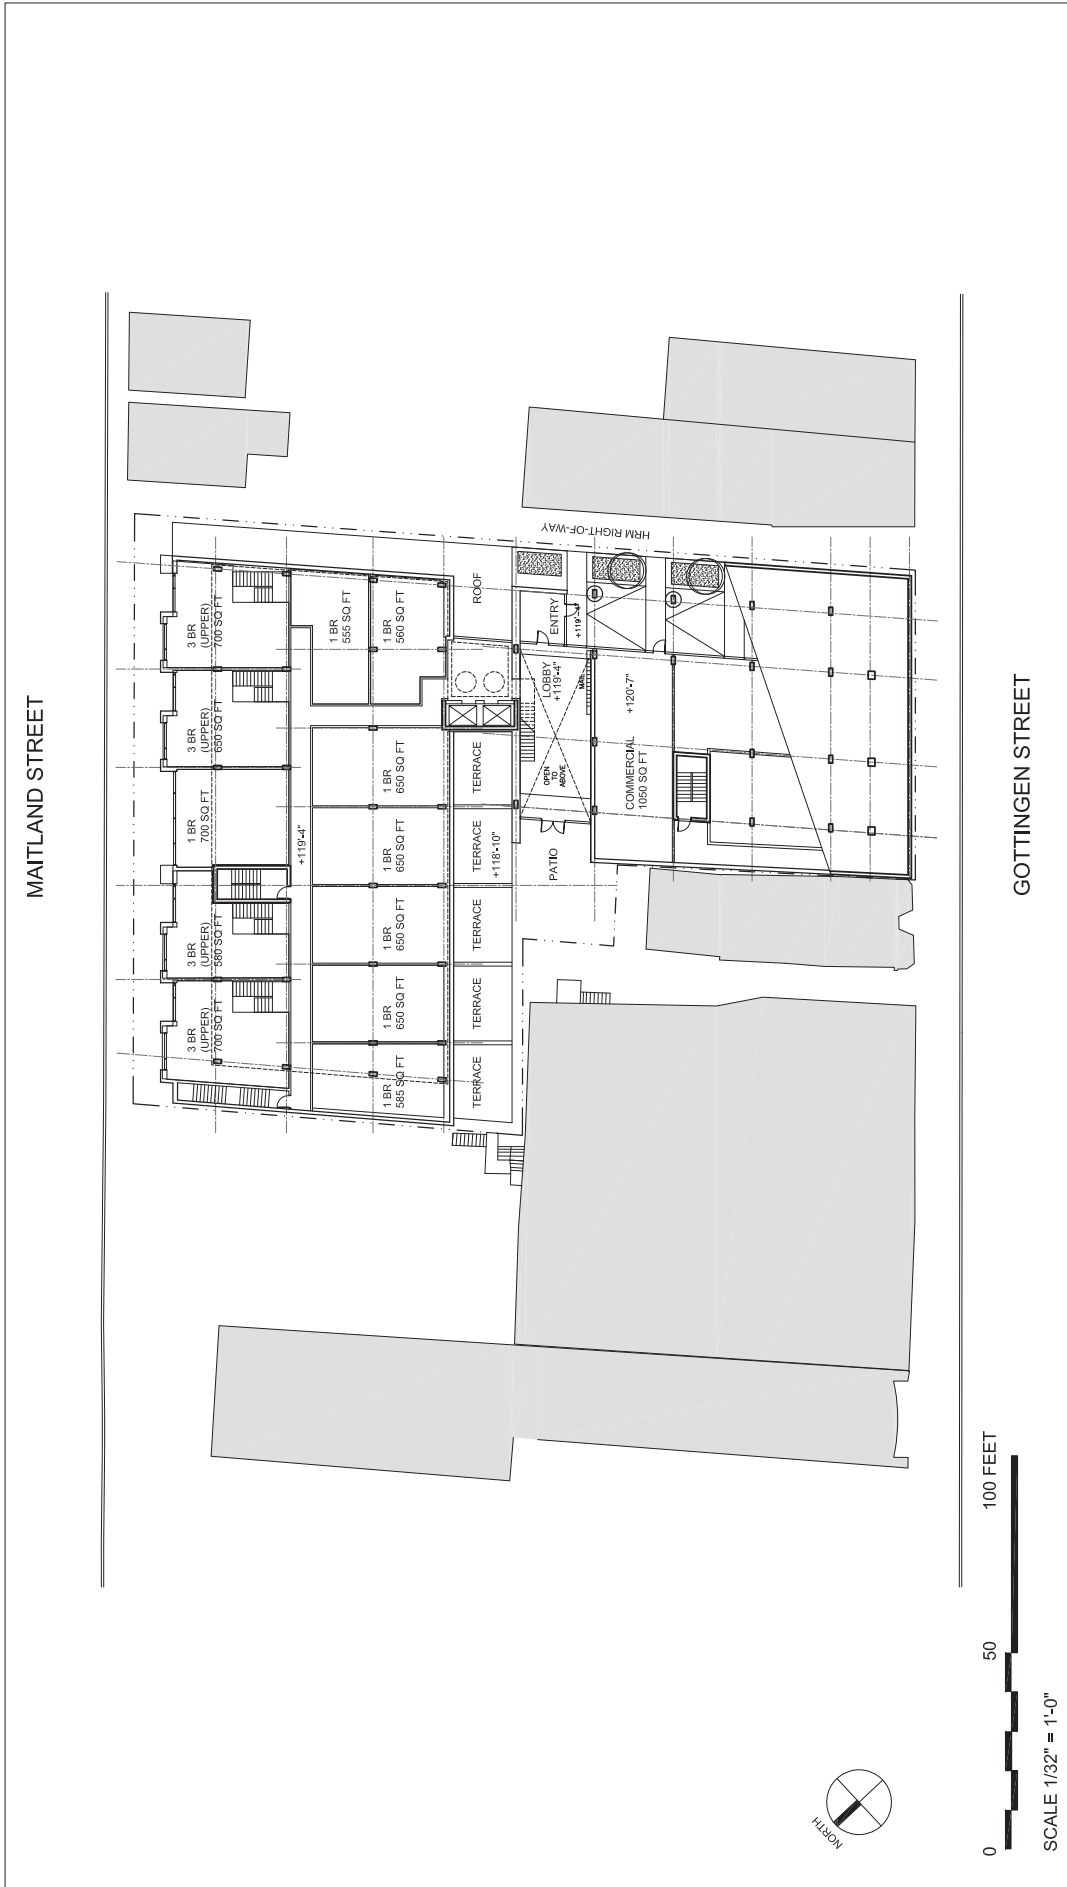 MAITLAND STREET
3 BR
(UPPER)
700 SQ FT
3 BR
(UPPER)
580 SQ FT
1 BR
700 SQ FT
3 BR
(UPPER)
650 SQ FT
3 BR
(UPPER)
700 SQ FT
+119'-4"
1 BR
555 SQ FT
1 BR
585 SQ FT
1 BR
650 SQ FT
1 BR
650 SQ FT
1 BR
650 SQ FT
1 BR
650 SQ FT
1 BR
560 SQ FT
TERRACE
TERRACE
TERRACE
TERRACE
+118'-10"
TERRACE
ROOF
PATIO
OPEN
TO
ABOVE
LOBBY
+119'-4"
MAIL
ENTRY
+119'-4"
HRM RIGHT-OF-WAY
COMMERCIAL
1050 SQ FT
+120'-7"
GOTTINGEN STREET
NORTH
0
50
100 FEET
SCALE 1/32" = 1'-0"